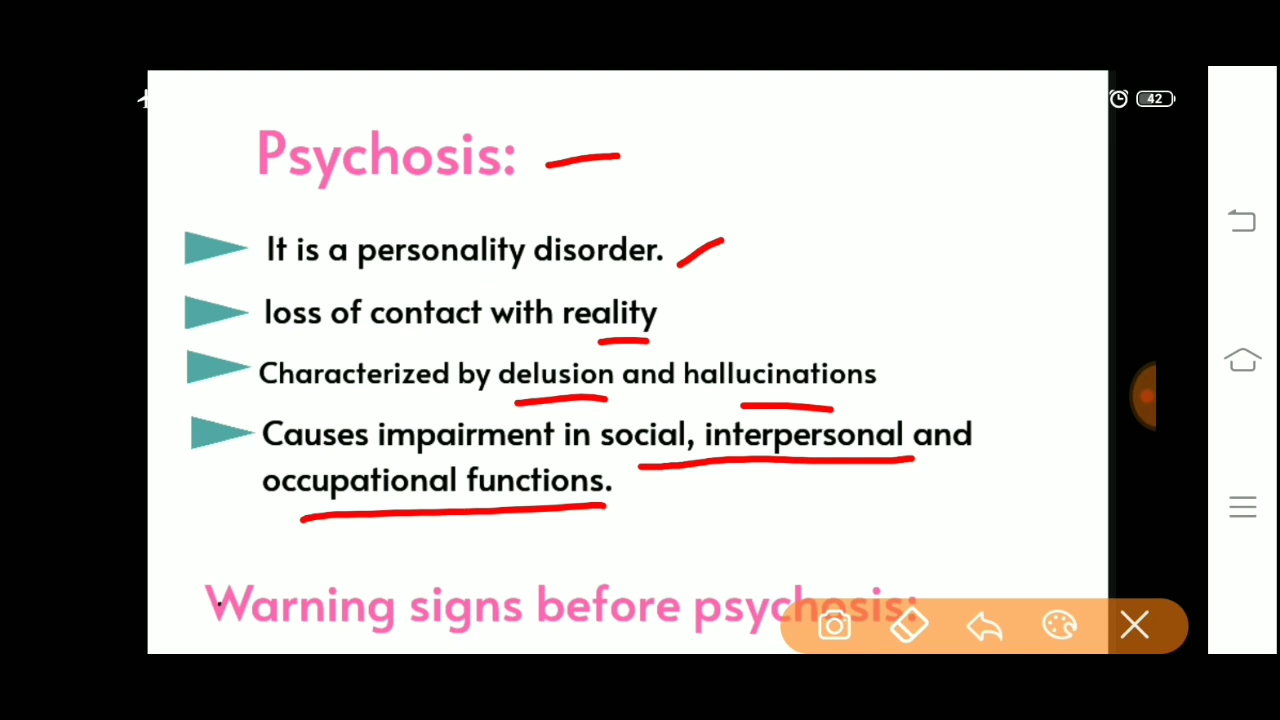 42
Psychosis:
It is a personality disorder.
loss of contact with reality
Characterized by delusion and hallucinations
Causes impairment in social, interpersonal and
occupational functions.
Warning signs before psychosis: